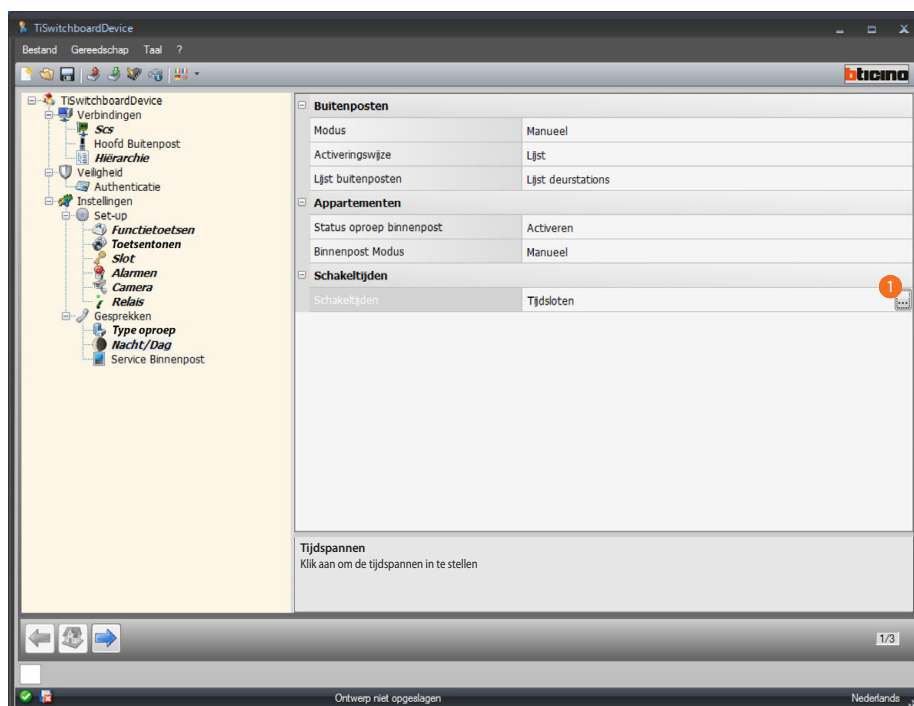 TiSwitchboardDevice
Bestand Gereedschap Taal ?
bticino
TiSwitchboardDevice
Verbindingen
Scs
Hoofd Buitenpost
Hiërarchie
Veiligheid
Authenticatie
Instellingen
Set-up
Functietoetsen
Toetsentonen
Slot
Alarmen
Camera
Relais
Gesprekken
Type oproep
Nacht/Dag
Service Binnenpost
Buitenposten
Modus Manueel
Activeringswijze Lijst
Lijst buitenposten Lijst deurstations
Appartementen
Status oproep binnenpost Activeren
Binnenpost Modus Manueel
Schakeltijden
1
Schakeltijden Tijdsloten ...
Tijdspannen
Klik aan om de tijdspannen in te stellen
1/3
Ontwerp niet opgeslagen Nederlands